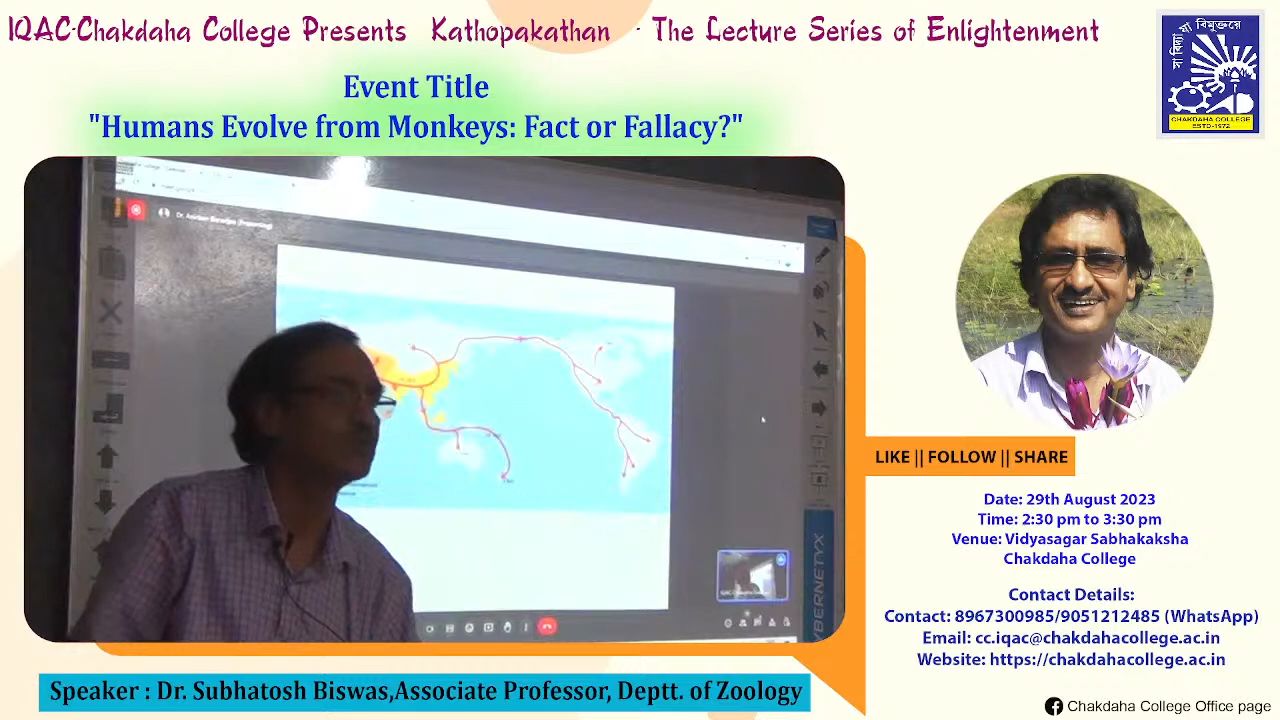 IQAC-Chakdaha College Presents Kathopakathan - The Lecture Series of Enlightenment
সা বিদ্যা যা বিমুক্তয়ে
CHAKDAHA COLLEGE
ESTD-1972
Event Title
"Humans Evolve from Monkeys: Fact or Fallacy?"
LIKE || FOLLOW || SHARE
Date: 29th August 2023
Time: 2:30 pm to 3:30 pm
Venue: Vidyasagar Sabhakaksha
Chakdaha College
Contact Details:
Contact: 8967300985/9051212485 (WhatsApp)
Email: cc.iqac@chakdahacollege.ac.in
Website: https://chakdahacollege.ac.in
Speaker : Dr. Subhatosh Biswas,Associate Professor, Deptt. of Zoology
Chakdaha College Office page